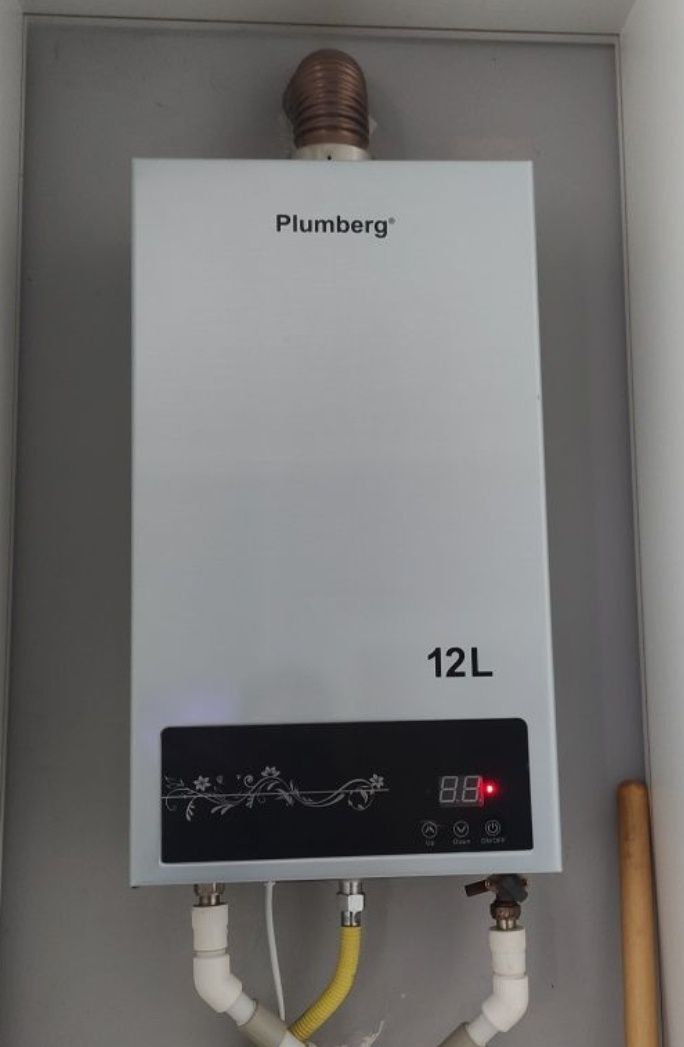 Plumberg®
12L
88
Up Down ON/OFF